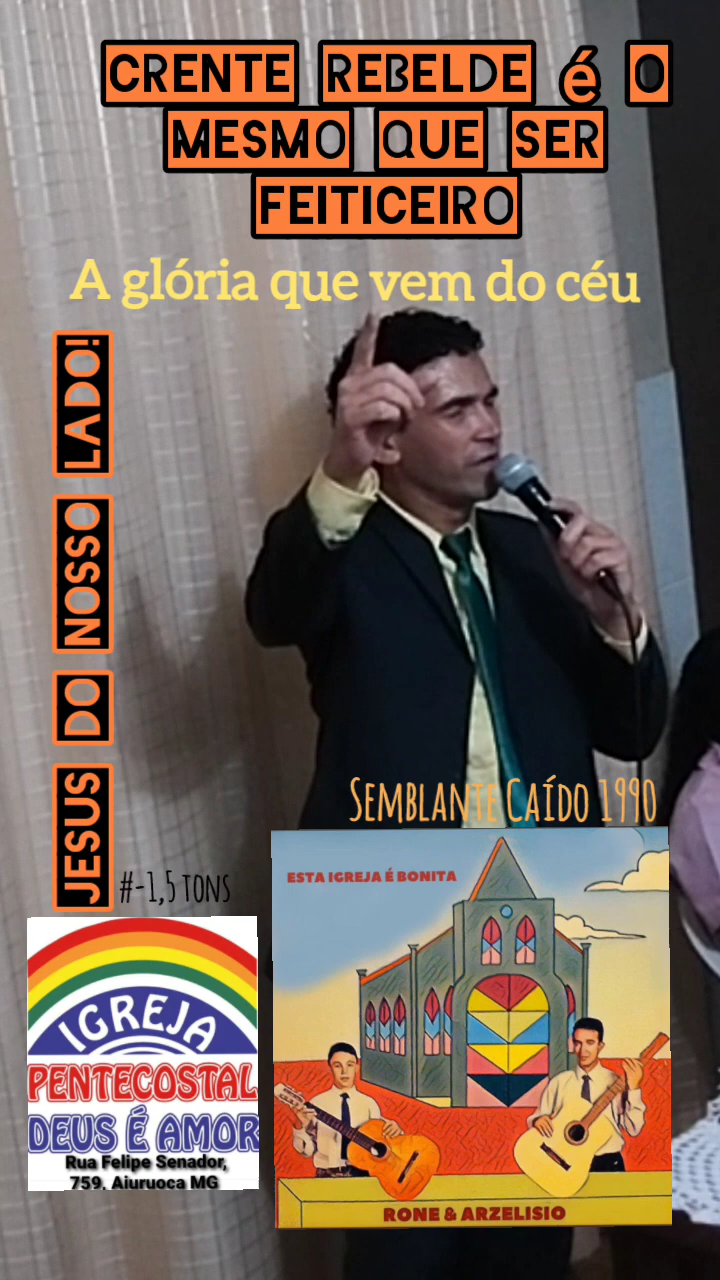 CRENTE REBELDE é O
MESMO QUE SER
FEITICEIRO
A glória que vem do céu
JESUS DO NOSSO LADO!
SEMBLANTE CAÍDO 1990
#-1,5 TONS
ESTA IGREJA É BONITA
IGREJA
PENTECOSTAL
DEUS É AMOR
Rua Felipe Senador,
759, Aiuruoca MG
RONE & ARZELISIO